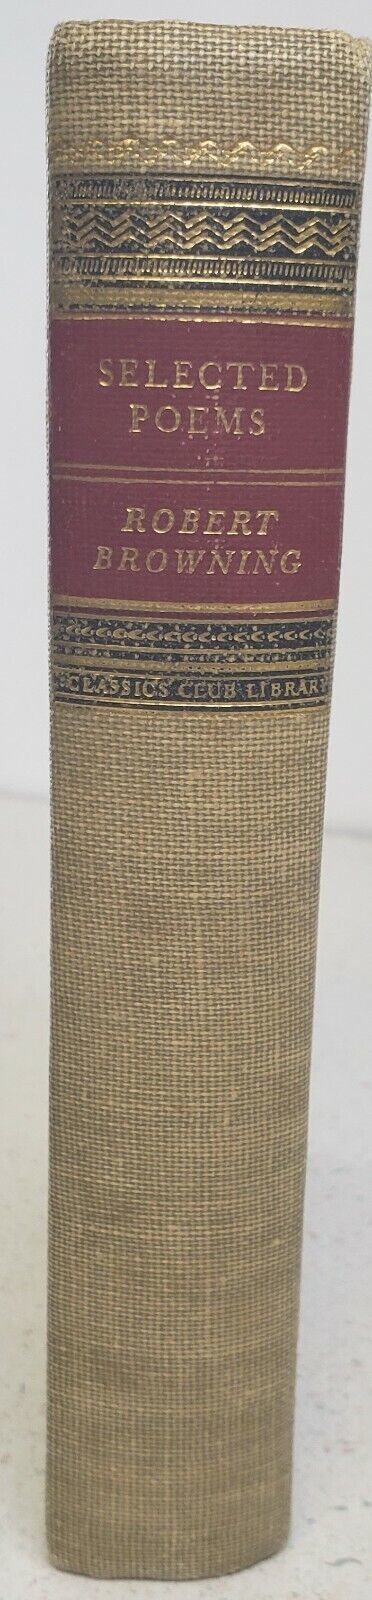 SELECTED
POEMS
ROBERT
BROWNING
CLASSICS CLUB LIBRARY